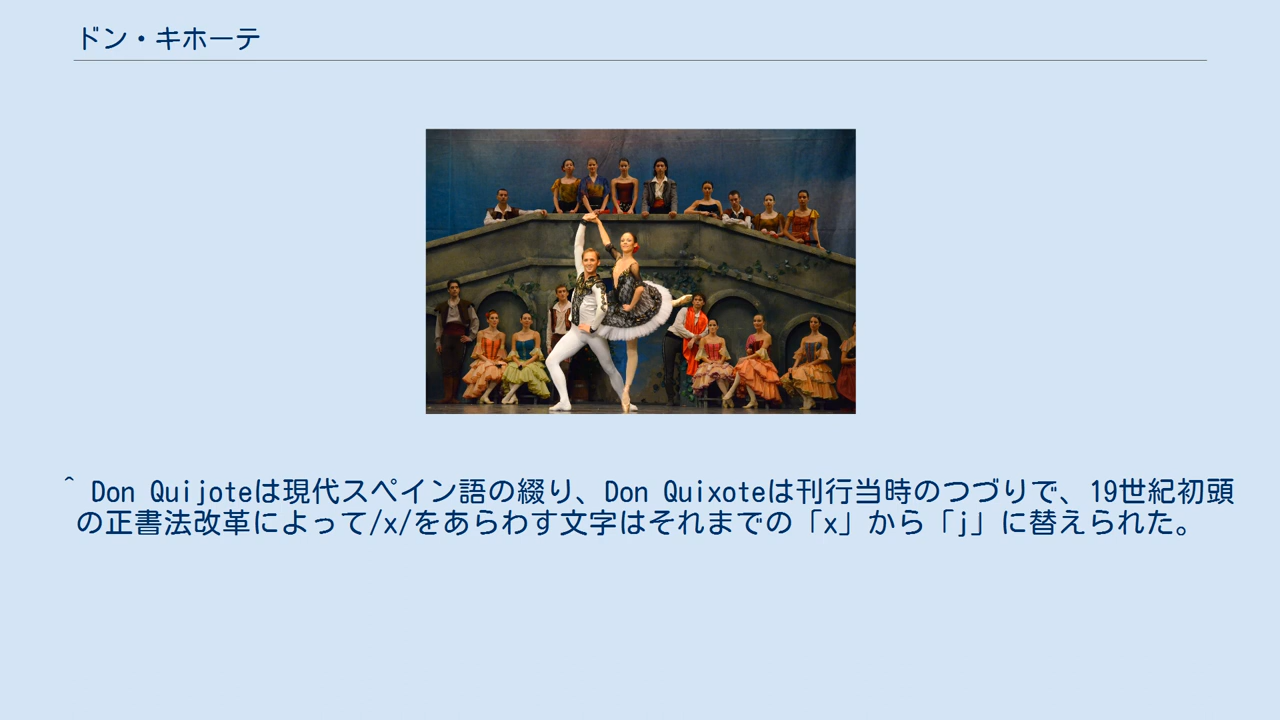 ドン・キホーテ
^ Don Quijoteは現代スペイン語の綴り、Don Quixoteは刊行当時のつづりで、19世紀初頭
の正書法改革によって/x/をあらわす文字はそれまでの「x」から「j」に替えられた。